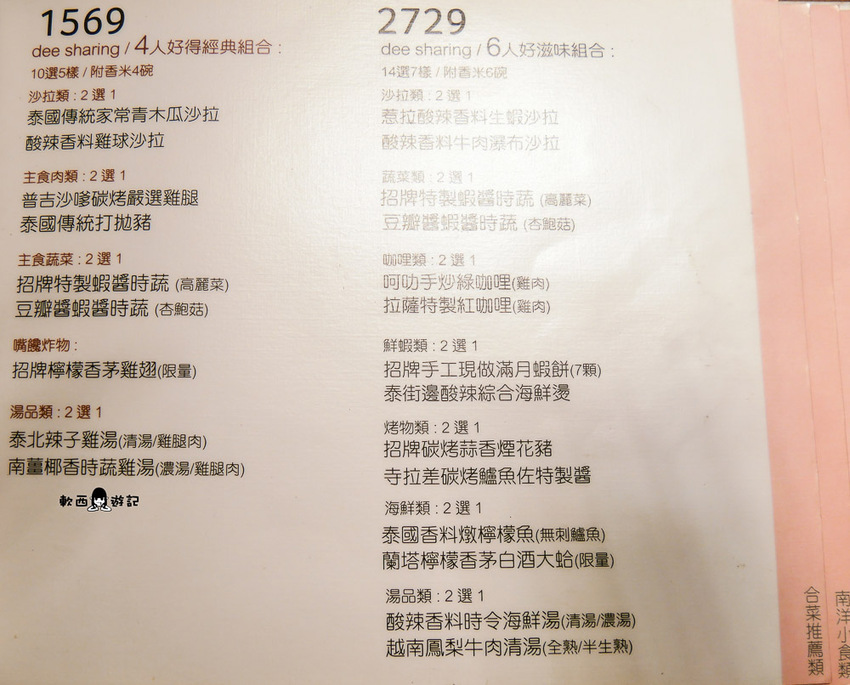 1569
dee sharing / 4人好得經典組合 :
10選5樣 / 附香米4碗
沙拉類 : 2 選 1
泰國傳統家常青木瓜沙拉
酸辣香料雞球沙拉
主食肉類 : 2 選 1
普吉沙嗲碳烤嚴選雞腿
泰國傳統打拋豬
主食蔬菜 : 2 選 1
招牌特製蝦醬時蔬 (高麗菜)
豆瓣醬蝦醬時蔬 (杏鮑菇)
嘴饞炸物 :
招牌檸檬香茅雞翅(限量)
湯品類 : 2 選 1
泰北辣子雞湯(清湯/雞腿肉)
南薑椰香時蔬雞湯(濃湯/雞腿肉)
軟西遊記
2729
dee sharing / 6人好滋味組合 :
14選7樣 / 附香米6碗
沙拉類 : 2 選 1
惹拉酸辣香料生蝦沙拉
酸辣香料牛肉瀑布沙拉
蔬菜類 : 2 選 1
招牌特製蝦醬時蔬 (高麗菜)
豆瓣醬蝦醬時蔬 (杏鮑菇)
咖哩類 : 2 選 1
呵叻手炒綠咖哩(雞肉)
拉薩特製紅咖哩(雞肉)
鮮蝦類 : 2 選 1
招牌手工現做滿月蝦餅(7顆)
泰街邊酸辣綜合海鮮燙
烤物類 : 2 選 1
招牌碳烤蒜香煙花豬
寺拉差碳烤鱸魚佐特製醬
海鮮類 : 2 選 1
泰國香料燉檸檬魚(無刺鱸魚)
蘭塔檸檬香茅白酒大蛤(限量)
湯品類 : 2 選 1
酸辣香料時令海鮮湯(清湯/濃湯)
越南鳳梨牛肉清湯(全熟/半生熟)
合菜推薦類
南洋小食類